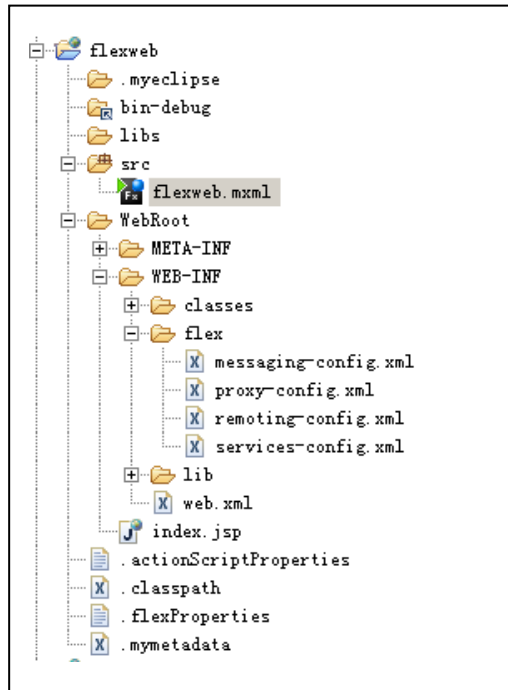 flexweb
.myeclipse
bin-debug
libs
src
flexweb.mxml
WebRoot
META-INF
WEB-INF
classes
flex
messaging-config.xml
proxy-config.xml
remoting-config.xml
services-config.xml
lib
web.xml
index.jsp
.actionScriptProperties
.classpath
.flexProperties
.mymetadata